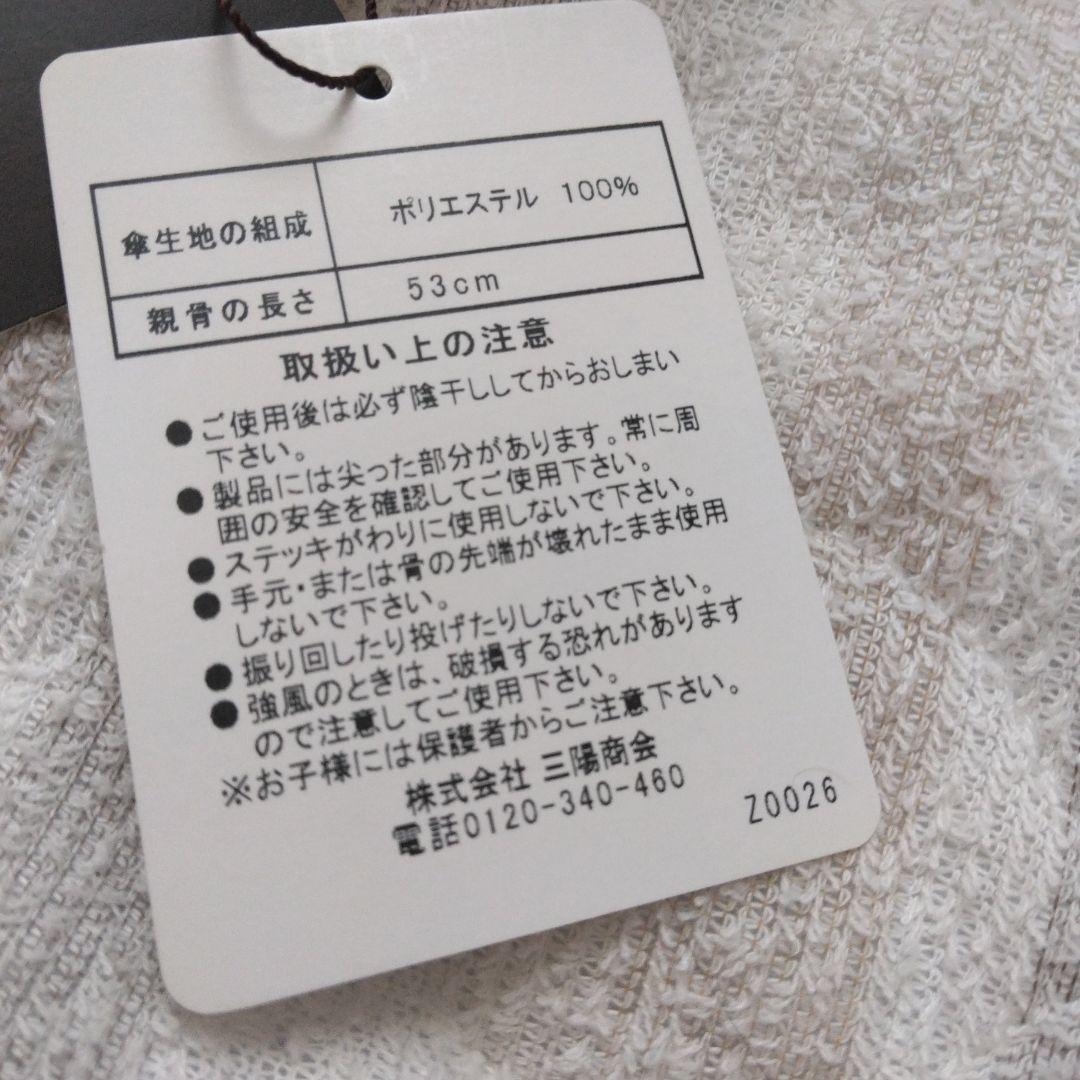 傘生地の組成 ポリエステル 100%
親骨の長さ 53cm
取扱い上の注意
●ご使用後は必ず陰干ししてからおしまい
下さい。
●製品には尖った部分があります。常に周
囲の安全を確認してご使用下さい。
●ステッキがわりに使用しないで下さい。
●手元・または骨の先端が壊れたまま使用
しないで下さい。
●振り回したり投げたりしないで下さい。
●強風のときは、破損する恐れがあります
ので注意してご使用下さい。
※お子様には保護者からご注意下さい。
株式会社 三陽商会
電話0120-340-460
Z0026